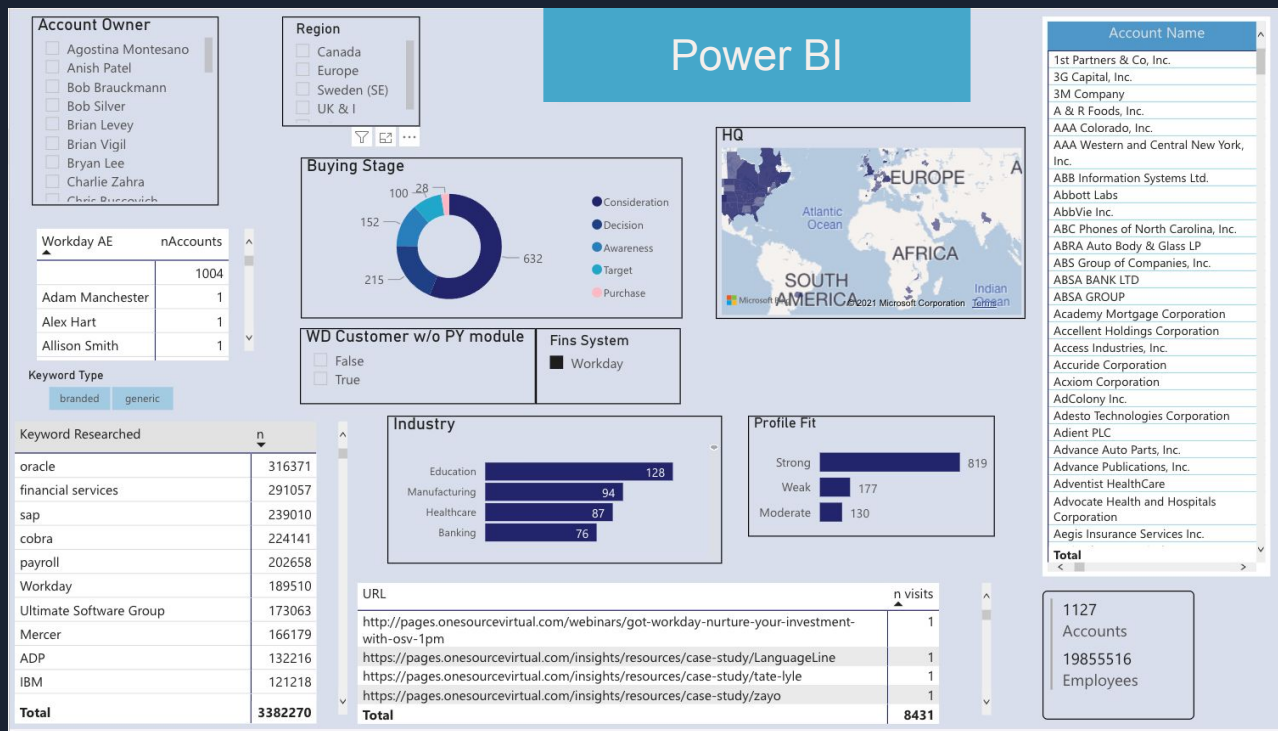 Power BI
Account Owner
Agostina Montesano
Anish Patel
Bob Brauckmann
Bob Silver
Brian Levey
Brian Vigil
Bryan Lee
Charlie Zahra
Region
Canada
Europe
Sweden (SE)
UK & I
Workday AE nAccounts
1004
Adam Manchester 1
Alex Hart 1
Allison Smith 1
Keyword Type
branded generic
Buying Stage
100 28
152
215
632
Consideration
Decision
Awareness
Target
Purchase
HQ
EUROPE
A
Atlantic
Ocean
AFRICA
SOUTH
AMERICA
Indian
Microsoft
©2021 Microsoft Corporation Terms
WD Customer w/o PY module
False
True
Fins System
Workday
Keyword Researched n
oracle 316371
financial services 291057
sap 239010
cobra 224141
payroll 202658
Workday 189510
Ultimate Software Group 173063
Mercer 166179
ADP 132216
IBM 121218
Total 3382270
Industry
Education 128
Manufacturing 94
Healthcare 87
Banking 76
Profile Fit
Strong 819
Weak 177
Moderate 130
URL n visits
http://pages.onesourcevirtual.com/webinars/got-workday-nurture-your-investment- 1
with-osv-1pm
https://pages.onesourcevirtual.com/insights/resources/case-study/LanguageLine 1
https://pages.onesourcevirtual.com/insights/resources/case-study/tate-lyle 1
https://pages.onesourcevirtual.com/insights/resources/case-study/zayo 1
Total 8431
Account Name
1st Partners & Co, Inc.
3G Capital, Inc.
3M Company
A & R Foods, Inc.
AAA Colorado, Inc.
AAA Western and Central New York,
Inc.
ABB Information Systems Ltd.
Abbott Labs
AbbVie Inc.
ABC Phones of North Carolina, Inc.
ABRA Auto Body & Glass LP
ABS Group of Companies, Inc.
ABSA BANK LTD
ABSA GROUP
Academy Mortgage Corporation
Accellent Holdings Corporation
Access Industries, Inc.
Accuride Corporation
Acxiom Corporation
AdColony Inc.
Adesto Technologies Corporation
Adient PLC
Advance Auto Parts, Inc.
Advance Publications, Inc.
Adventist HealthCare
Advocate Health and Hospitals
Corporation
Aegis Insurance Services Inc.
Total
1127
Accounts
19855516
Employees